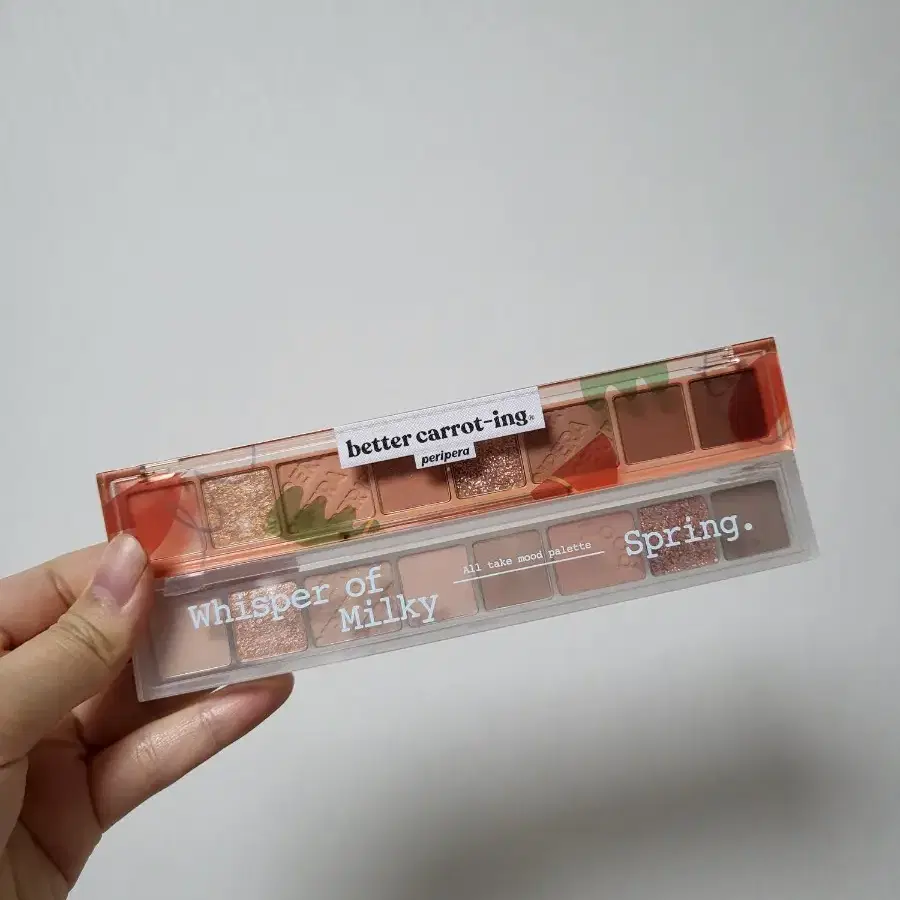 better carrot-ing®
peripera
Whisper of
Milky
All take mood palette
Spring.